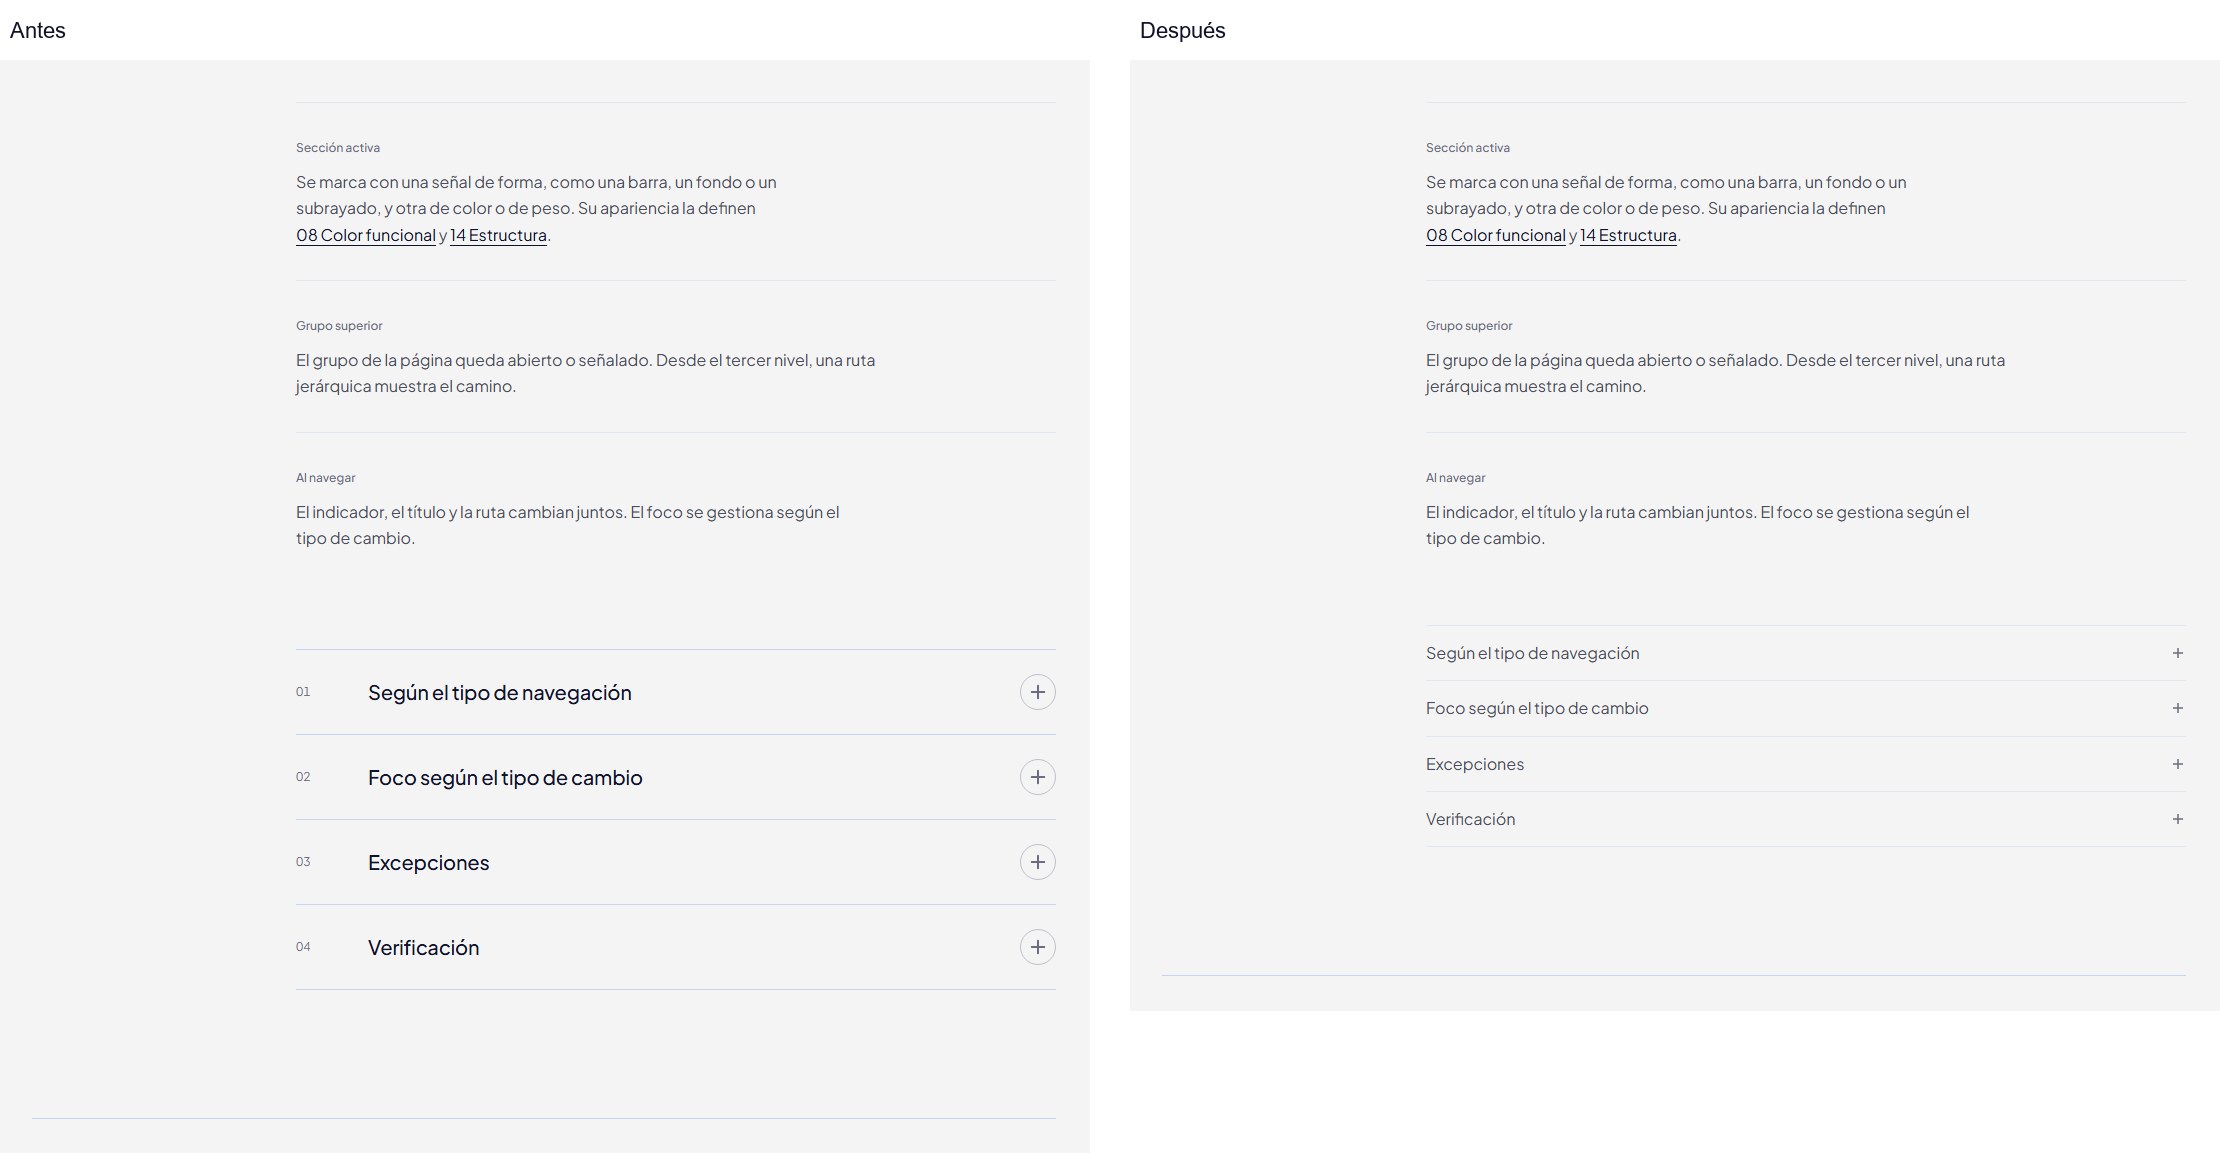 Antes
Sección activa
Se marca con una señal de forma, como una barra, un fondo o un
subrayado, y otra de color o de peso. Su apariencia la definen
08 Color funcional y 14 Estructura.
Grupo superior
El grupo de la página queda abierto o señalado. Desde el tercer nivel, una ruta
jerárquica muestra el camino.
Al navegar
El indicador, el título y la ruta cambian juntos. El foco se gestiona según el
tipo de cambio.
01 Según el tipo de navegación
02 Foco según el tipo de cambio
03 Excepciones
04 Verificación
Después
Sección activa
Se marca con una señal de forma, como una barra, un fondo o un
subrayado, y otra de color o de peso. Su apariencia la definen
08 Color funcional y 14 Estructura.
Grupo superior
El grupo de la página queda abierto o señalado. Desde el tercer nivel, una ruta
jerárquica muestra el camino.
Al navegar
El indicador, el título y la ruta cambian juntos. El foco se gestiona según el
tipo de cambio.
Según el tipo de navegación
Foco según el tipo de cambio
Excepciones
Verificación